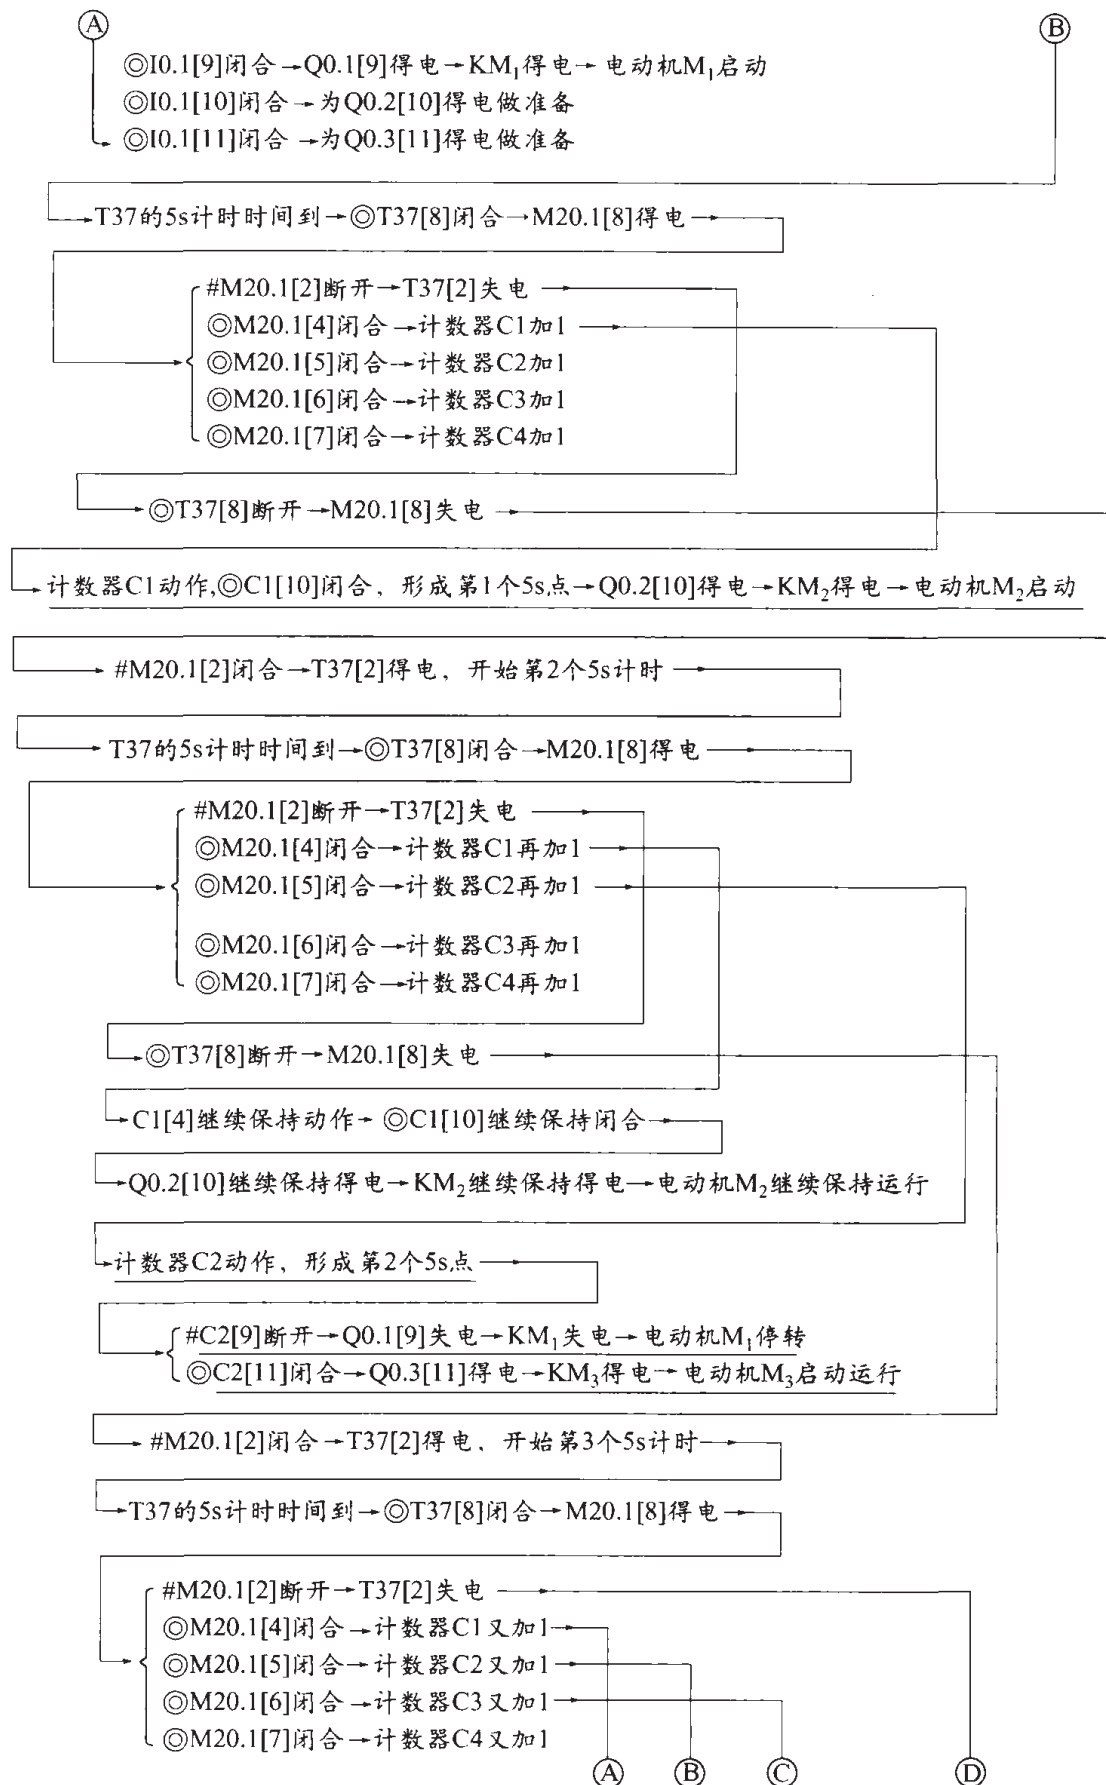 Ⓐ Ⓑ
◎I0.1[9]闭合→Q0.1[9]得电→KM₁得电→电动机M₁启动
◎I0.1[10]闭合→为Q0.2[10]得电做准备
◎I0.1[11]闭合→为Q0.3[11]得电做准备
T37的5s计时时间到→◎T37[8]闭合→M20.1[8]得电→
#M20.1[2]断开→T37[2]失电→
◎M20.1[4]闭合→计数器C1加1→
◎M20.1[5]闭合→计数器C2加1
◎M20.1[6]闭合→计数器C3加1
◎M20.1[7]闭合→计数器C4加1
◎T37[8]断开→M20.1[8]失电→
计数器C1动作,◎C1[10]闭合，形成第1个5s点→Q0.2[10]得电→KM₂得电→电动机M₂启动
#M20.1[2]闭合→T37[2]得电，开始第2个5s计时→
T37的5s计时时间到→◎T37[8]闭合→M20.1[8]得电→
#M20.1[2]断开→T37[2]失电→
◎M20.1[4]闭合→计数器C1再加1→
◎M20.1[5]闭合→计数器C2再加1→
◎M20.1[6]闭合→计数器C3再加1
◎M20.1[7]闭合→计数器C4再加1
◎T37[8]断开→M20.1[8]失电→
C1[4]继续保持动作→◎C1[10]继续保持闭合→
Q0.2[10]继续保持得电→KM₂继续保持得电→电动机M₂继续保持运行
计数器C2动作，形成第2个5s点→
#C2[9]断开→Q0.1[9]失电→KM₁失电→电动机M₁停转
◎C2[11]闭合→Q0.3[11]得电→KM₃得电→电动机M₃启动运行
#M20.1[2]闭合→T37[2]得电，开始第3个5s计时→
T37的5s计时时间到→◎T37[8]闭合→M20.1[8]得电→
#M20.1[2]断开→T37[2]失电→
◎M20.1[4]闭合→计数器C1又加1→
◎M20.1[5]闭合→计数器C2又加1→
◎M20.1[6]闭合→计数器C3又加1→
◎M20.1[7]闭合→计数器C4又加1
Ⓐ Ⓑ Ⓒ Ⓓ